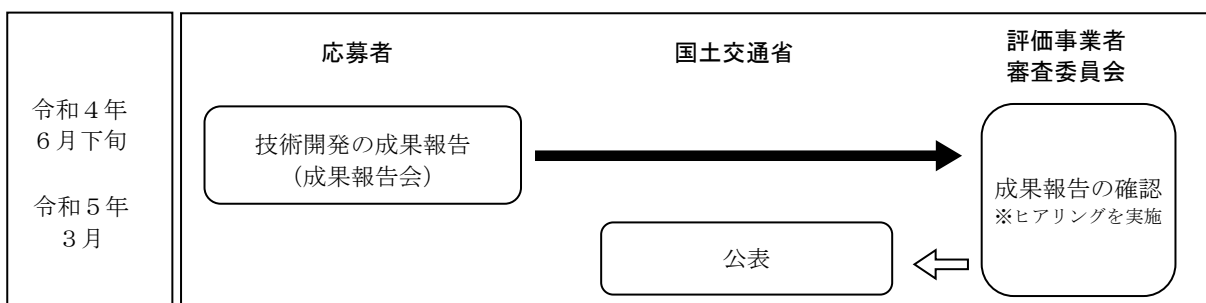 令和４年
６月下旬
令和５年
３月
応募者
国土交通省
評価事業者
審査委員会
技術開発の成果報告
（成果報告会）
成果報告の確認
※ヒアリングを実施
公表